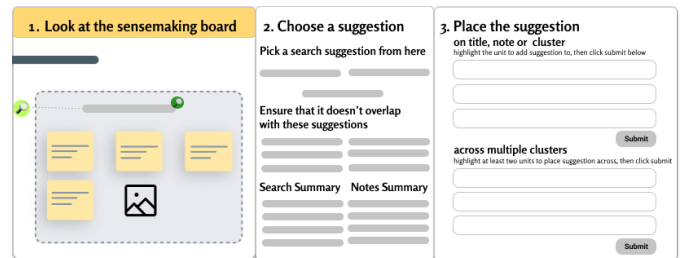 1. Look at the sensemaking board
2. Choose a suggestion
Pick a search suggestion from here
Ensure that it doesn't overlap
with these suggestions
Search Summary
Notes Summary
3. Place the suggestion
on title, note or cluster
highlight the unit to add suggestion to, then click submit below
Submit
across multiple clusters
highlight at least two units to place suggestion across, then click submit
Submit